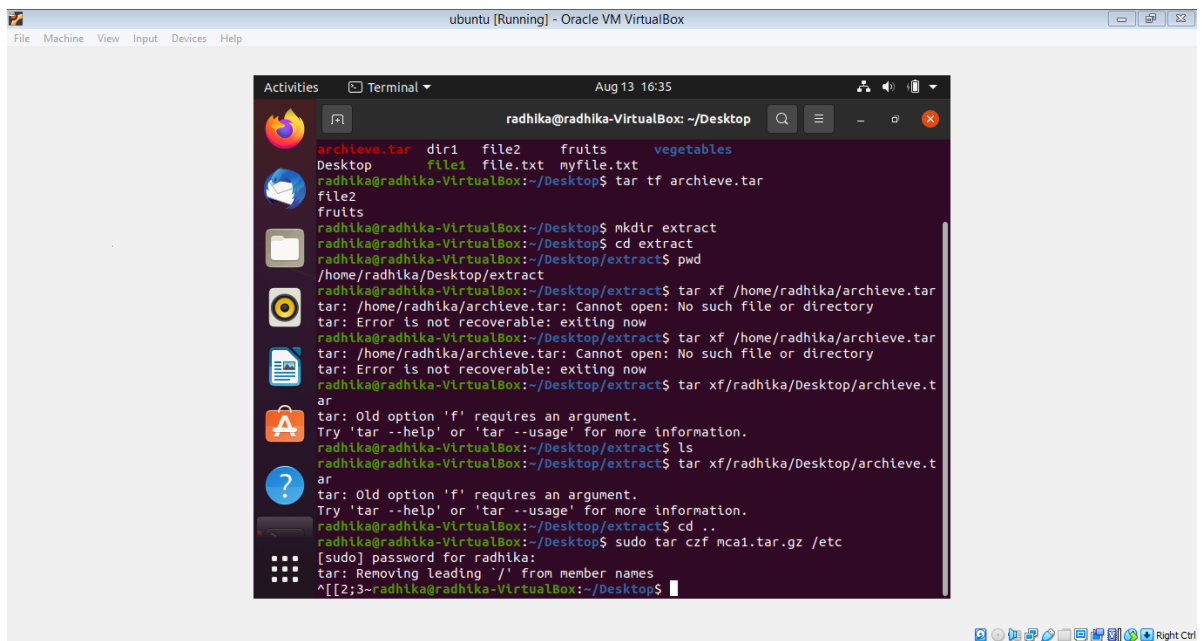 ubuntu [Running] - Oracle VM VirtualBox
File Machine View Input Devices Help
Activities Terminal Aug 13 16:35
radhika@radhika-VirtualBox: ~/Desktop
archieve.tar dir1 file2 fruits vegetables
Desktop file1 file.txt myfile.txt
radhika@radhika-VirtualBox:~/Desktop$ tar tf archieve.tar
file2
fruits
radhika@radhika-VirtualBox:~/Desktop$ mkdir extract
radhika@radhika-VirtualBox:~/Desktop$ cd extract
radhika@radhika-VirtualBox:~/Desktop/extract$ pwd
/home/radhika/Desktop/extract
radhika@radhika-VirtualBox:~/Desktop/extract$ tar xf /home/radhika/archieve.tar
tar: /home/radhika/archieve.tar: Cannot open: No such file or directory
tar: Error is not recoverable: exiting now
radhika@radhika-VirtualBox:~/Desktop/extract$ tar xf /home/radhika/archieve.tar
tar: /home/radhika/archieve.tar: Cannot open: No such file or directory
tar: Error is not recoverable: exiting now
radhika@radhika-VirtualBox:~/Desktop/extract$ tar xf/radhika/Desktop/archieve.t
ar
tar: Old option 'f' requires an argument.
Try 'tar --help' or 'tar --usage' for more information.
radhika@radhika-VirtualBox:~/Desktop/extract$ ls
radhika@radhika-VirtualBox:~/Desktop/extract$ tar xf/radhika/Desktop/archieve.t
ar
tar: Old option 'f' requires an argument.
Try 'tar --help' or 'tar --usage' for more information.
radhika@radhika-VirtualBox:~/Desktop/extract$ cd ..
radhika@radhika-VirtualBox:~/Desktop$ sudo tar czf mca1.tar.gz /etc
[sudo] password for radhika:
tar: Removing leading `/' from member names
^[[2;3~radhika@radhika-VirtualBox:~/Desktop$
Right Ctrl